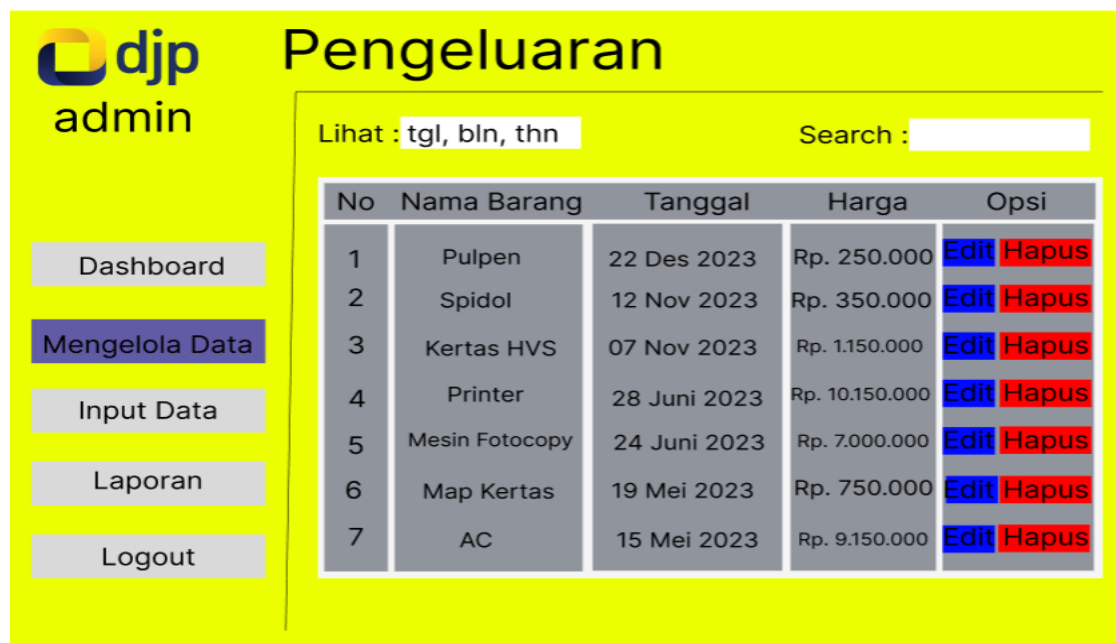 djp
admin
Pengeluaran
Lihat : tgl, bln, thn
Search :
Dashboard
Mengelola Data
Input Data
Laporan
Logout
No Nama Barang Tanggal Harga Opsi
1 Pulpen 22 Des 2023 Rp. 250.000 Edit Hapus
2 Spidol 12 Nov 2023 Rp. 350.000 Edit Hapus
3 Kertas HVS 07 Nov 2023 Rp. 1.150.000 Edit Hapus
4 Printer 28 Juni 2023 Rp. 10.150.000 Edit Hapus
5 Mesin Fotocopy 24 Juni 2023 Rp. 7.000.000 Edit Hapus
6 Map Kertas 19 Mei 2023 Rp. 750.000 Edit Hapus
7 AC 15 Mei 2023 Rp. 9.150.000 Edit Hapus